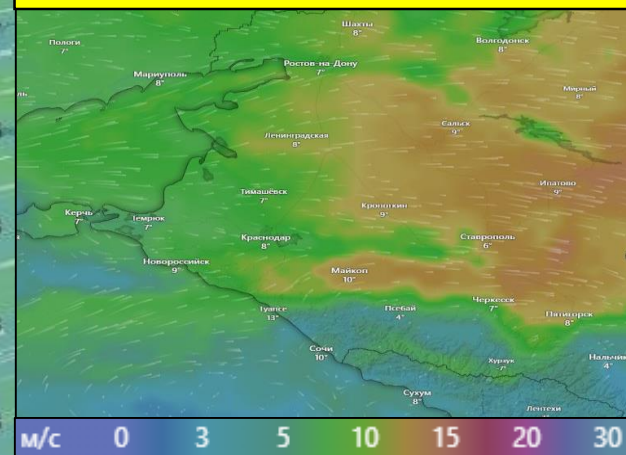 Шахты
8°
Пологи
7°
Волгодонск
8°
Ростов-на-Дону
7°
Мариуполь
8°
Мирный
8°
ль
Сальск
9°
Ленинградская
8°
Ипатово
9°
Тимашёвск
7°
Кропоткин
9°
Керчь
7°
Темрюк
7°
Краснодар
8°
Ставрополь
6°
Новороссийск
9°
Майкоп
10°
Черкесск
7°
Туапсе
13°
Псебай
4°
Пятигорск
8°
Сочи
10°
Хурзук
Нальчик
4°
Сухум
8°
Лентехи
м/с 0 3 5 10 15 20 30